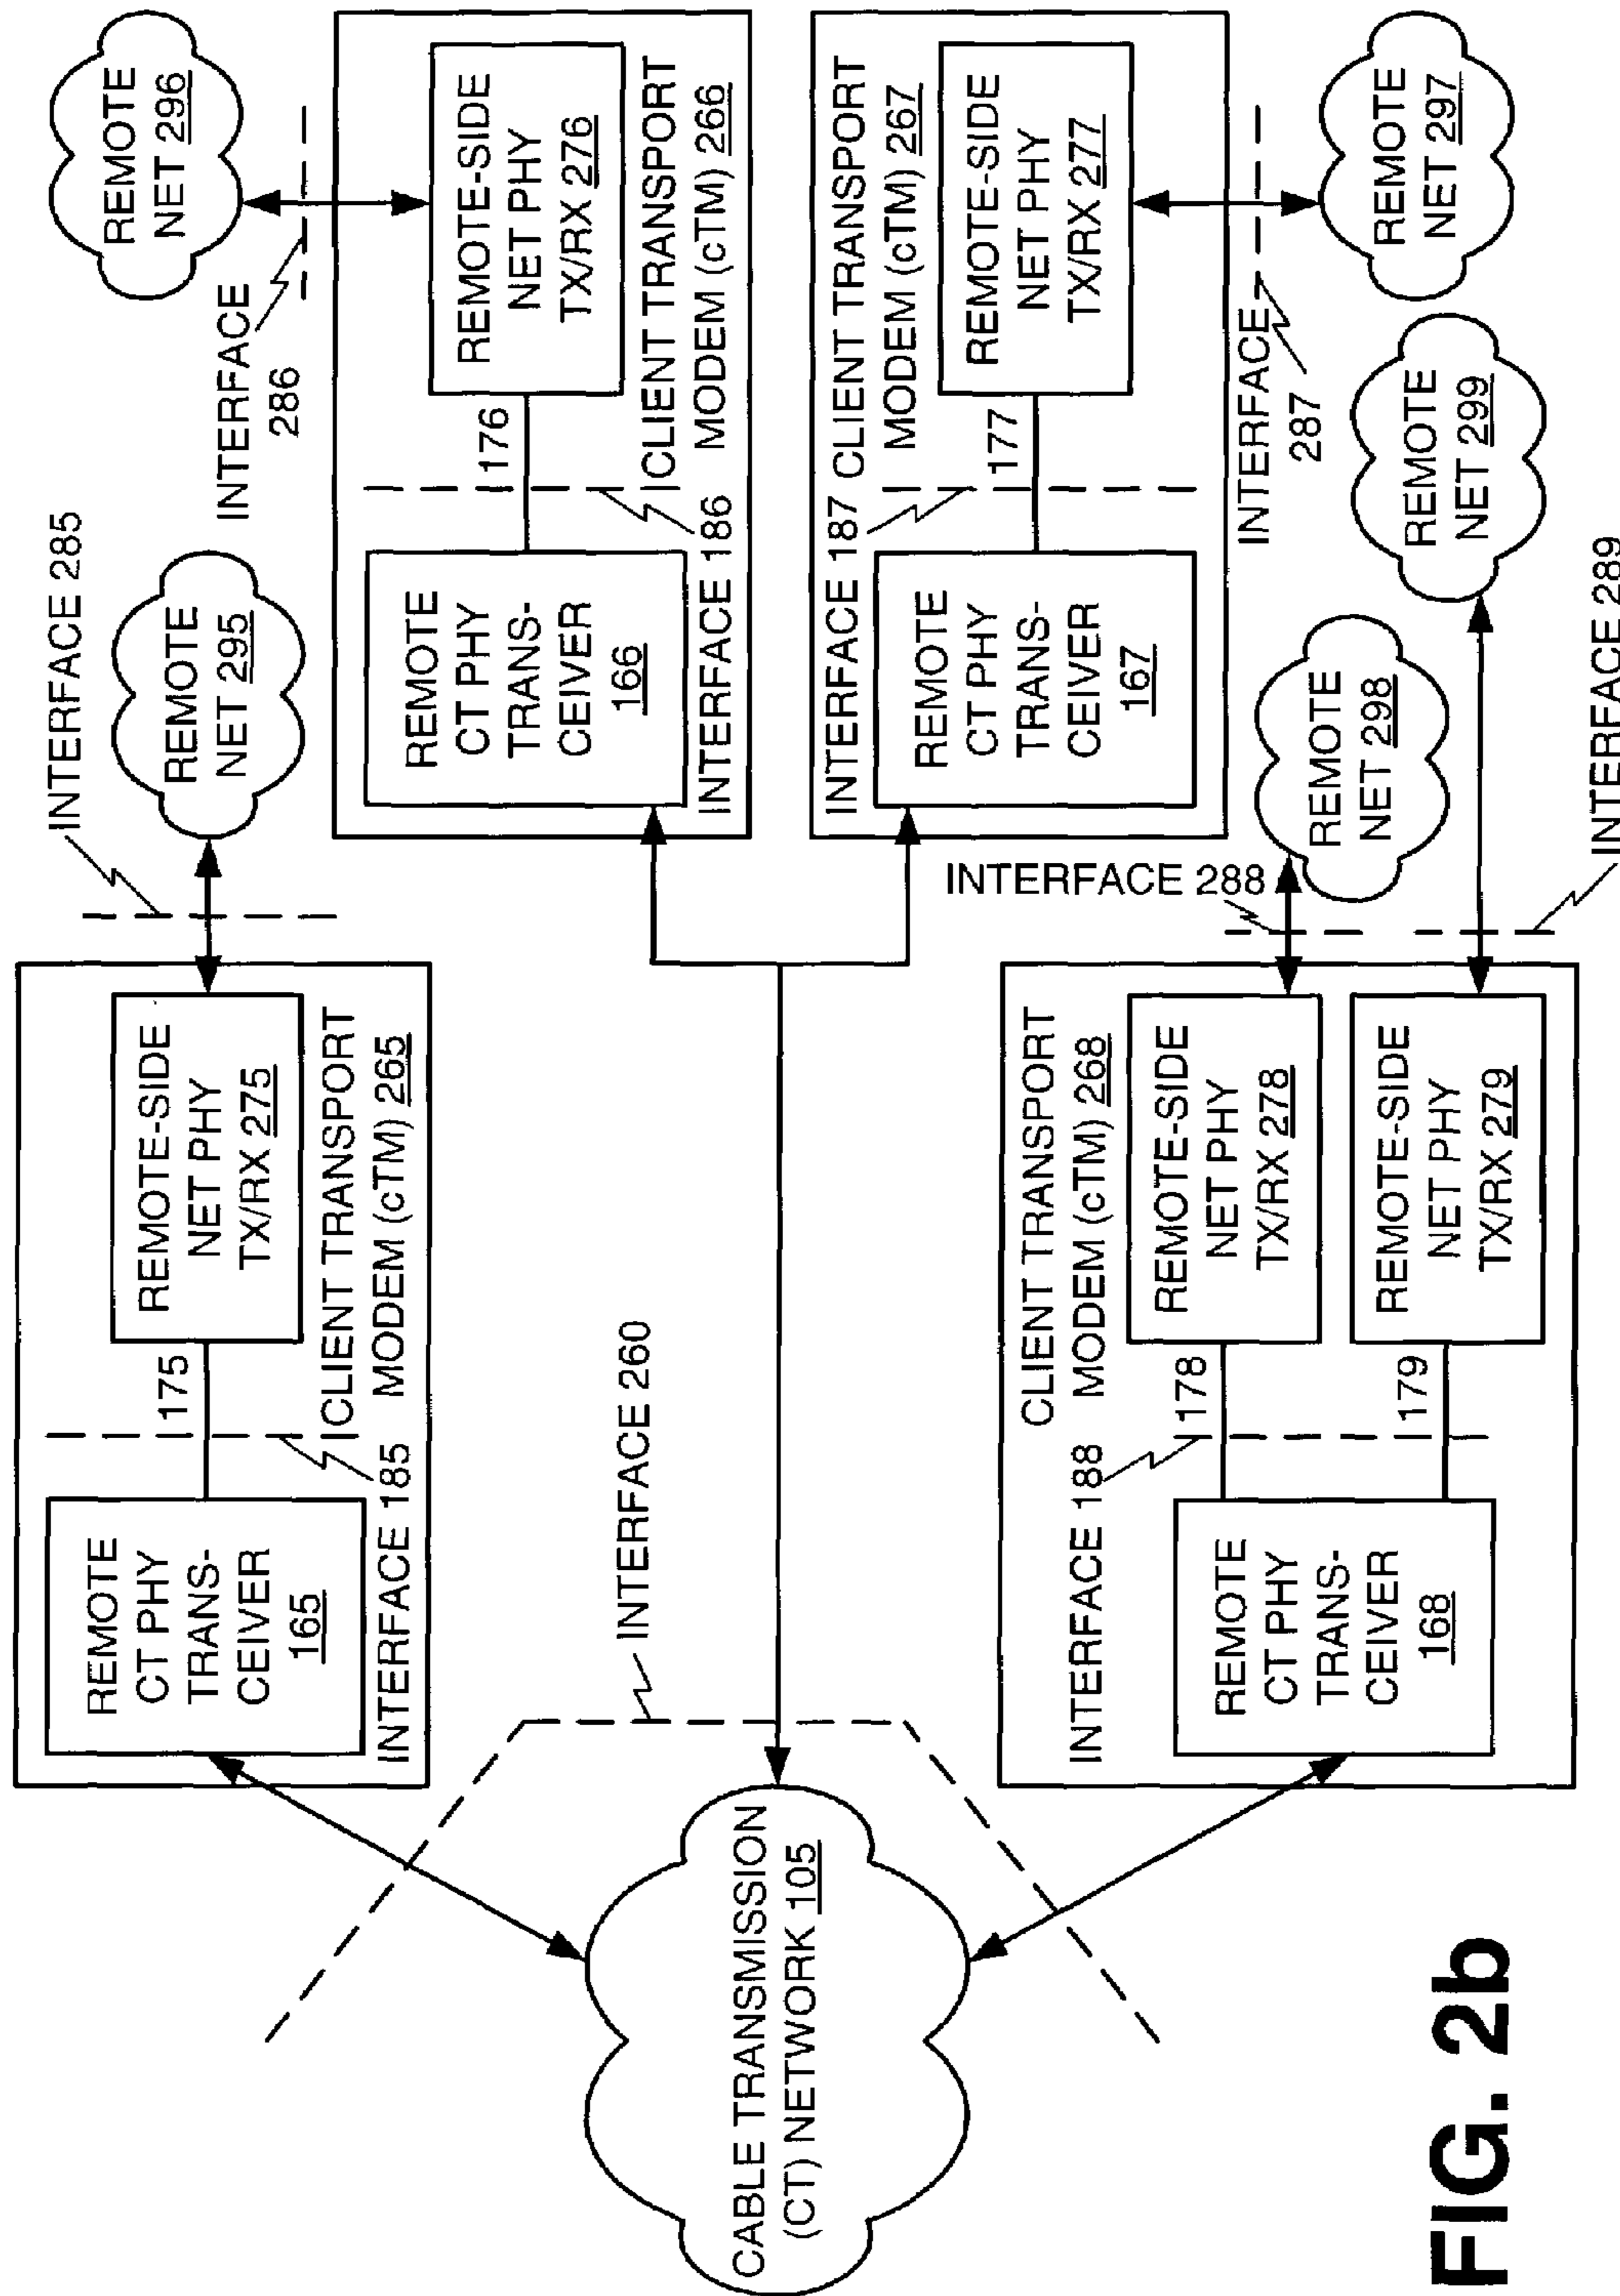 REMOTE
CT PHY
TRANS-
CEIVER
165
175
REMOTE-SIDE
NET PHY
TX/RX 275
INTERFACE 185
CLIENT TRANSPORT
MODEM (cTM) 265
INTERFACE 285
REMOTE
NET 295
REMOTE
NET 296
INTERFACE
286
REMOTE
CT PHY
TRANS-
CEIVER
166
176
REMOTE-SIDE
NET PHY
TX/RX 276
INTERFACE 186
CLIENT TRANSPORT
MODEM (cTM) 266
INTERFACE 260
CABLE TRANSMISSION
(CT) NETWORK 105
INTERFACE 187
CLIENT TRANSPORT
MODEM (cTM) 267
REMOTE
CT PHY
TRANS-
CEIVER
167
177
REMOTE-SIDE
NET PHY
TX/RX 277
INTERFACE
287
REMOTE
NET 297
CLIENT TRANSPORT
MODEM (cTM) 268
INTERFACE 188
REMOTE
CT PHY
TRANS-
CEIVER
168
178
REMOTE-SIDE
NET PHY
TX/RX 278
179
REMOTE-SIDE
NET PHY
TX/RX 279
INTERFACE 288
REMOTE
NET 298
REMOTE
NET 299
INTERFACE 289
FIG. 2b